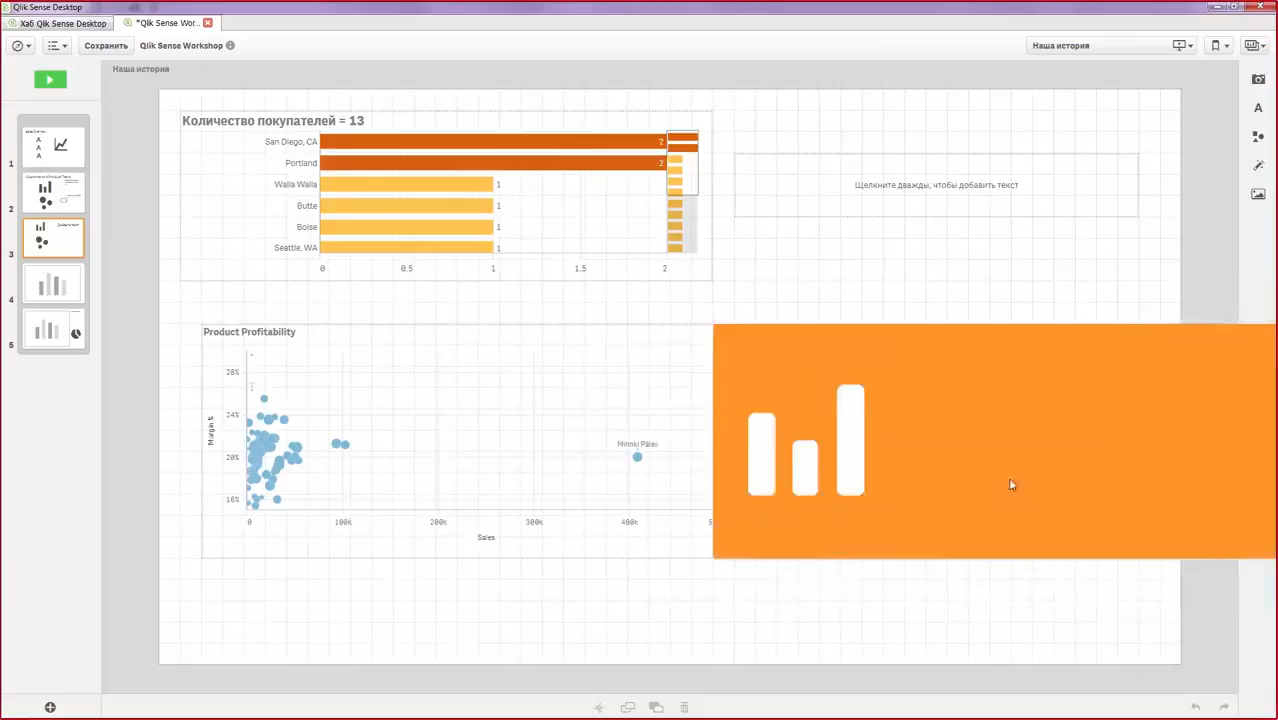 Qlik Sense Desktop
Хаб Qlik Sense Desktop
*Qlik Sense Wor..
Сохранить
Qlik Sense Workshop
Наша история
Наша история
Количество покупателей = 13
San Diego, CA
2
Portland
2
Walla Walla
1
Butte
1
Boise
1
Seattle, WA
1
0
0.5
1
1.5
2
Щелкните дважды, чтобы добавить текст
1
2
3
4
5
Product Profitability
28%
24%
20%
16%
Margin %
Minnki Pälsii
0
100k
200k
300k
400k
Sales